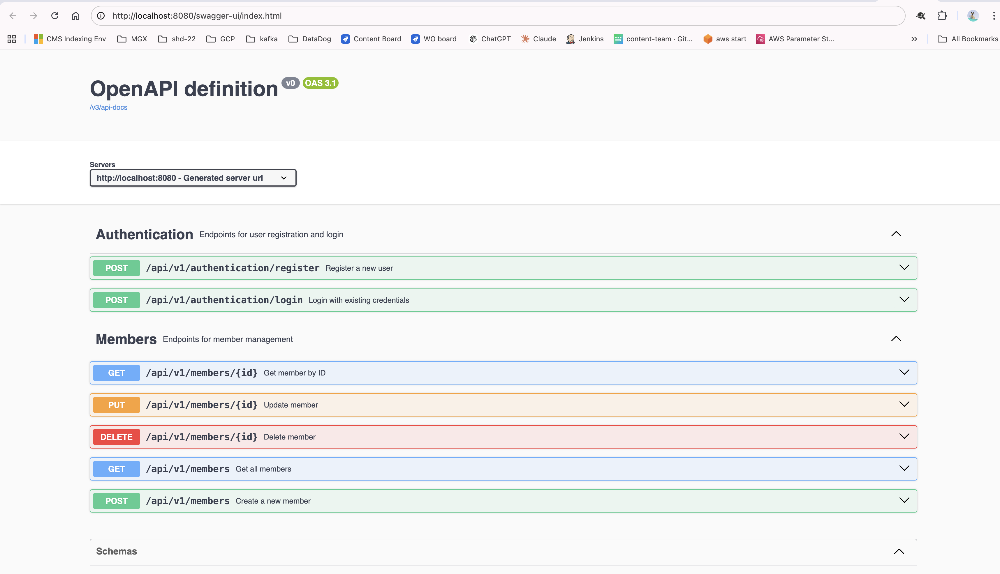 http://localhost:8080/swagger-ui/index.html
CMS Indexing Env MGX shd-22 GCP kafka DataDog Content Board WO board ChatGPT Claude Jenkins content-team · Git... aws start AWS Parameter St... » All Bookmarks
OpenAPI definition v0 OAS 3.1
/v3/api-docs
Servers
http://localhost:8080 - Generated server url
Authentication Endpoints for user registration and login
POST /api/v1/authentication/register Register a new user
POST /api/v1/authentication/login Login with existing credentials
Members Endpoints for member management
GET /api/v1/members/{id} Get member by ID
PUT /api/v1/members/{id} Update member
DELETE /api/v1/members/{id} Delete member
GET /api/v1/members Get all members
POST /api/v1/members Create a new member
Schemas